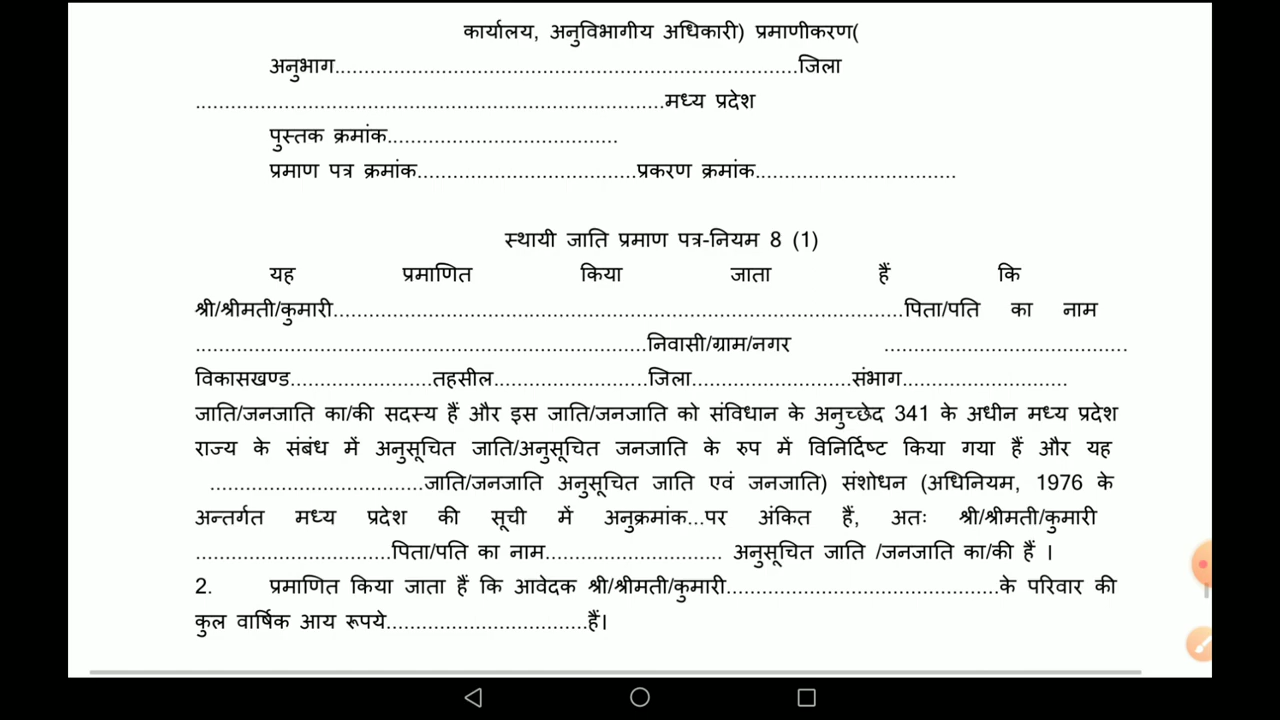 कार्यालय, अनुविभागीय अधिकारी) प्रमाणीकरण(
अनुभाग..............................................................................जिला
...............................................................................मध्य प्रदेश
पुस्तक क्रमांक.......................................
प्रमाण पत्र क्रमांक.....................................प्रकरण क्रमांक..................................
स्थायी जाति प्रमाण पत्र-नियम 8 (1)
यह प्रमाणित किया जाता हैं कि
श्री/श्रीमती/कुमारी................................................................................................पिता/पति का नाम
............................................................................निवासी/ग्राम/नगर .........................................
विकासखण्ड........................तहसील..........................जिला...........................संभाग............................
जाति/जनजाति का/की सदस्य हैं और इस जाति/जनजाति को संविधान के अनुच्छेद 341 के अधीन मध्य प्रदेश
राज्य के संबंध में अनुसूचित जाति/अनुसूचित जनजाति के रुप में विनिर्दिष्ट किया गया हैं और यह
....................................जाति/जनजाति अनुसूचित जाति एवं जनजाति) संशोधन (अधिनियम, 1976 के
अन्तर्गत मध्य प्रदेश की सूची में अनुक्रमांक...पर अंकित हैं, अतः श्री/श्रीमती/कुमारी
.................................पिता/पति का नाम.............................. अनुसूचित जाति /जनजाति का/की हैं ।
2. प्रमाणित किया जाता हैं कि आवेदक श्री/श्रीमती/कुमारी..............................................के परिवार की
कुल वार्षिक आय रूपये..................................हैं।